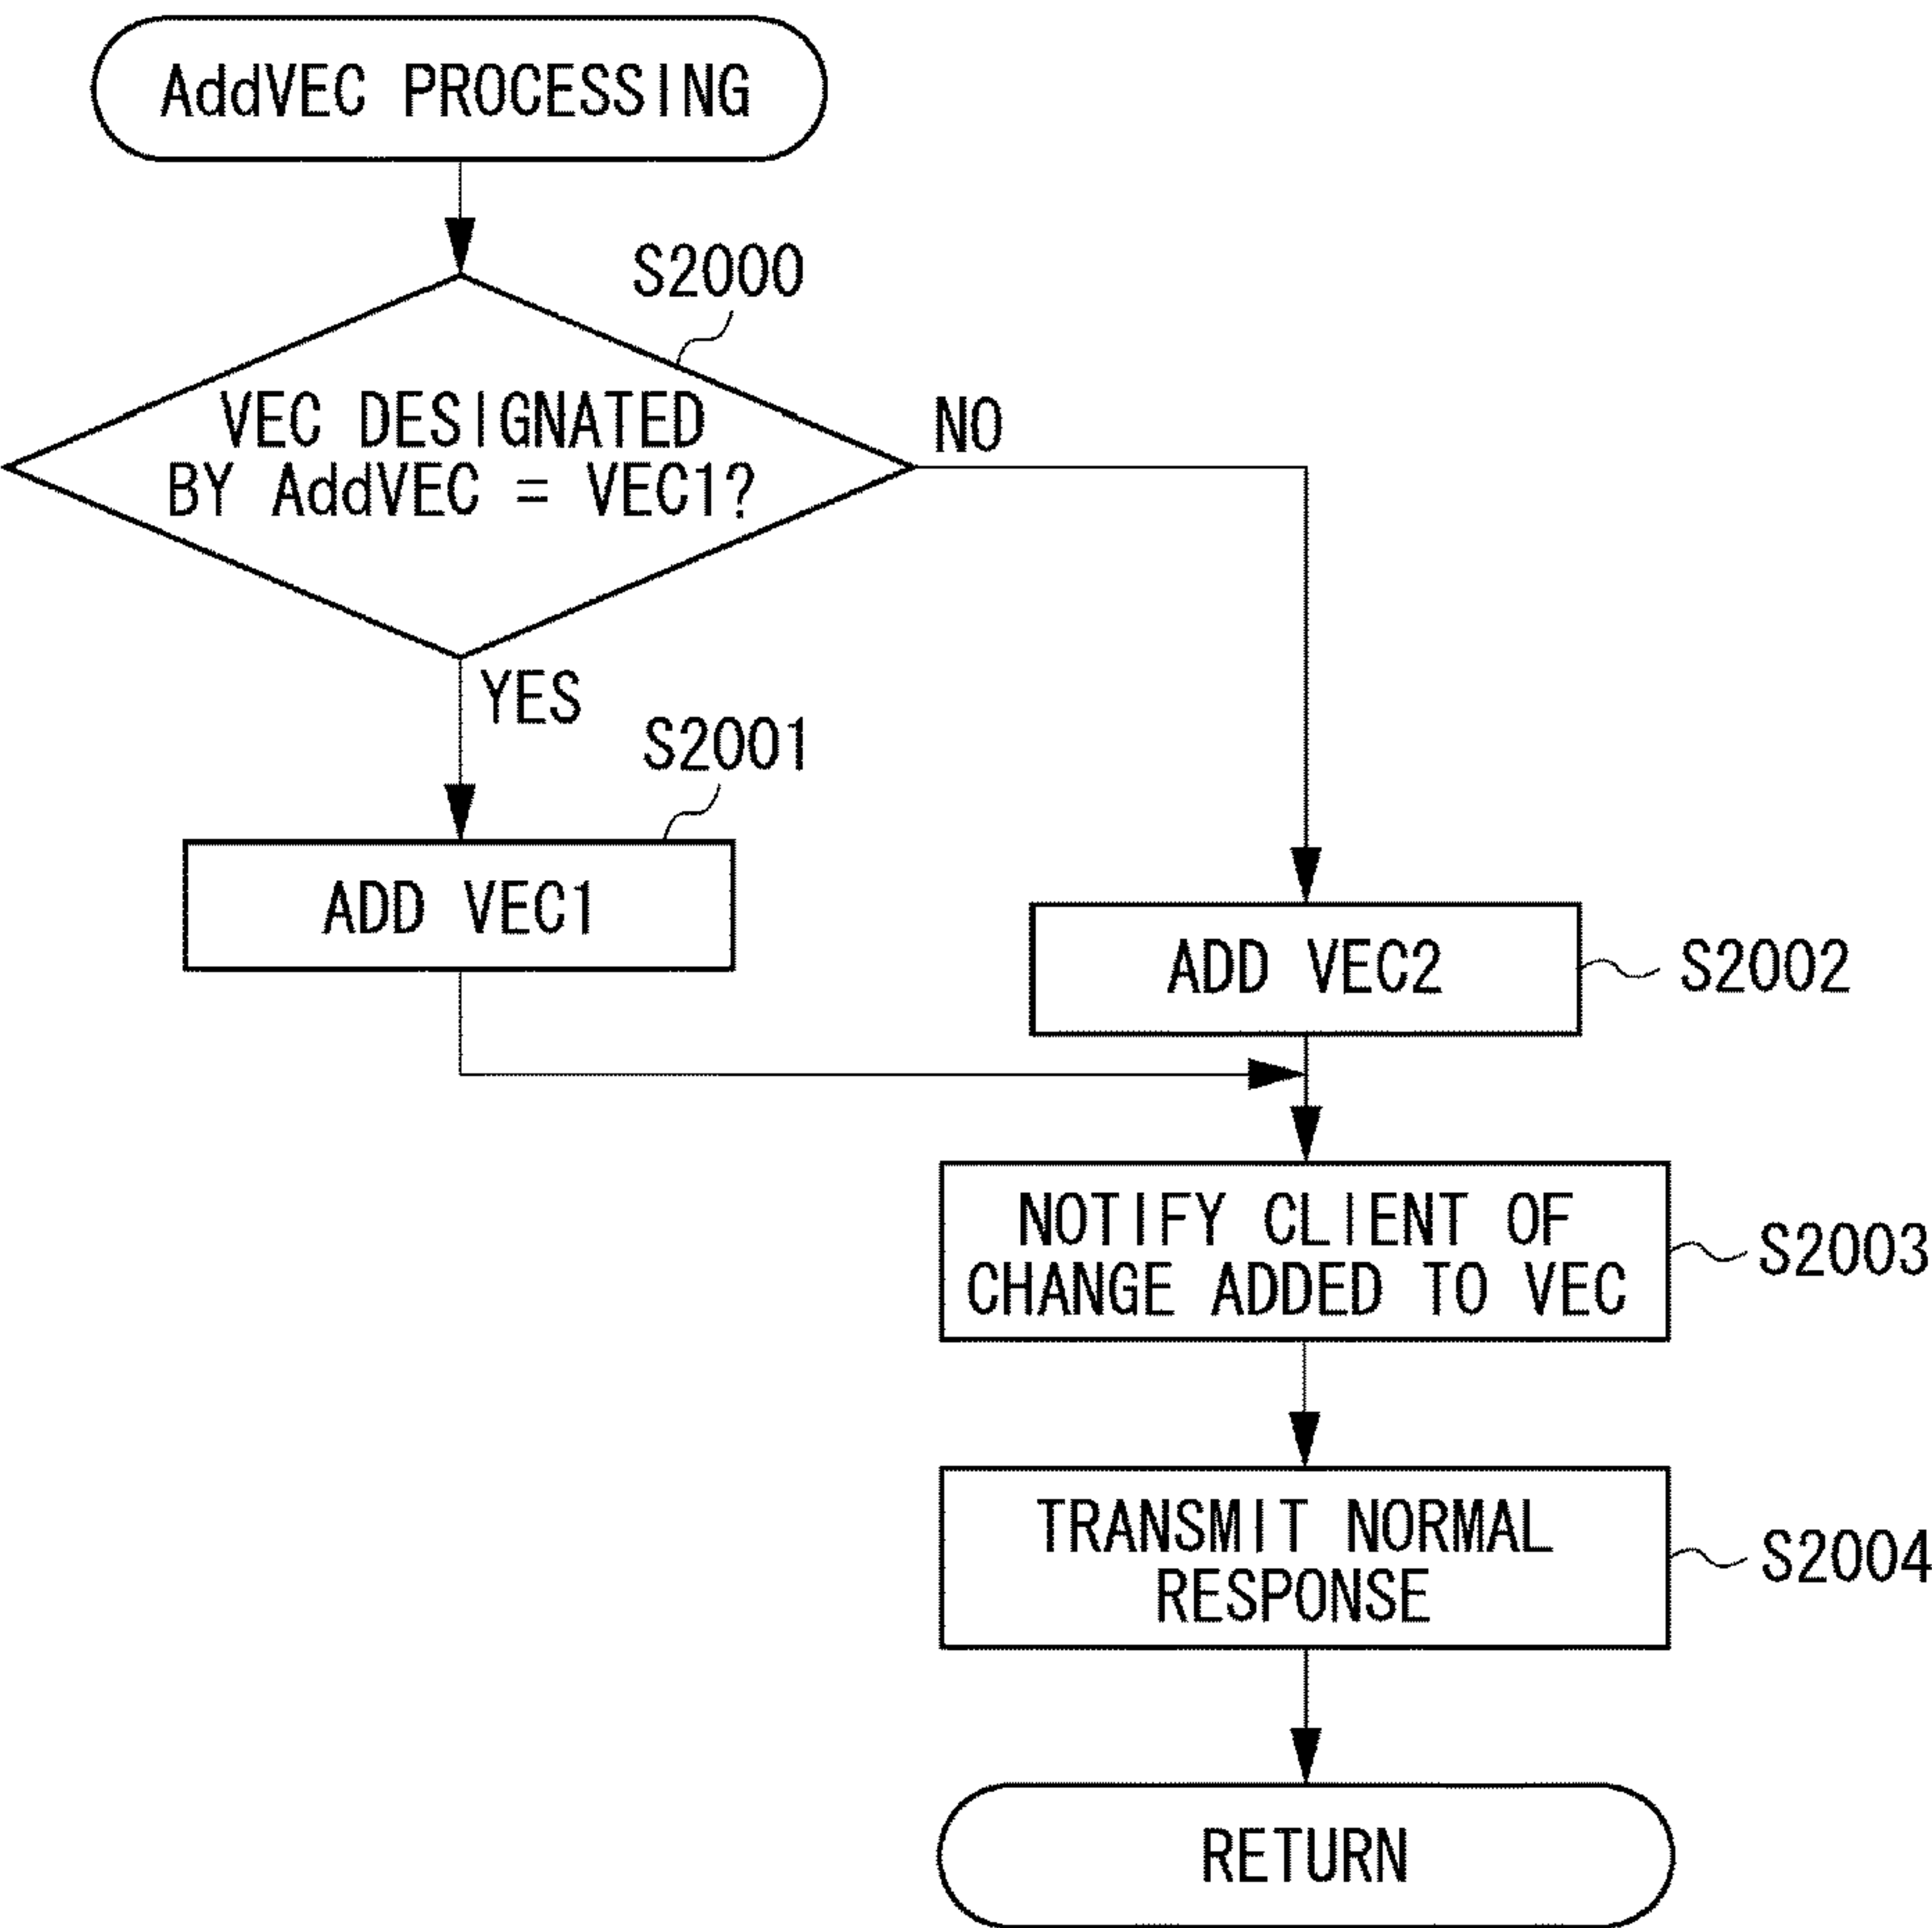 AddVEC PROCESSING
S2000
VEC DESIGNATED
BY AddVEC = VEC1?
NO
YES
S2001
ADD VEC1
ADD VEC2
S2002
NOTIFY CLIENT OF
CHANGE ADDED TO VEC
S2003
TRANSMIT NORMAL
RESPONSE
S2004
RETURN